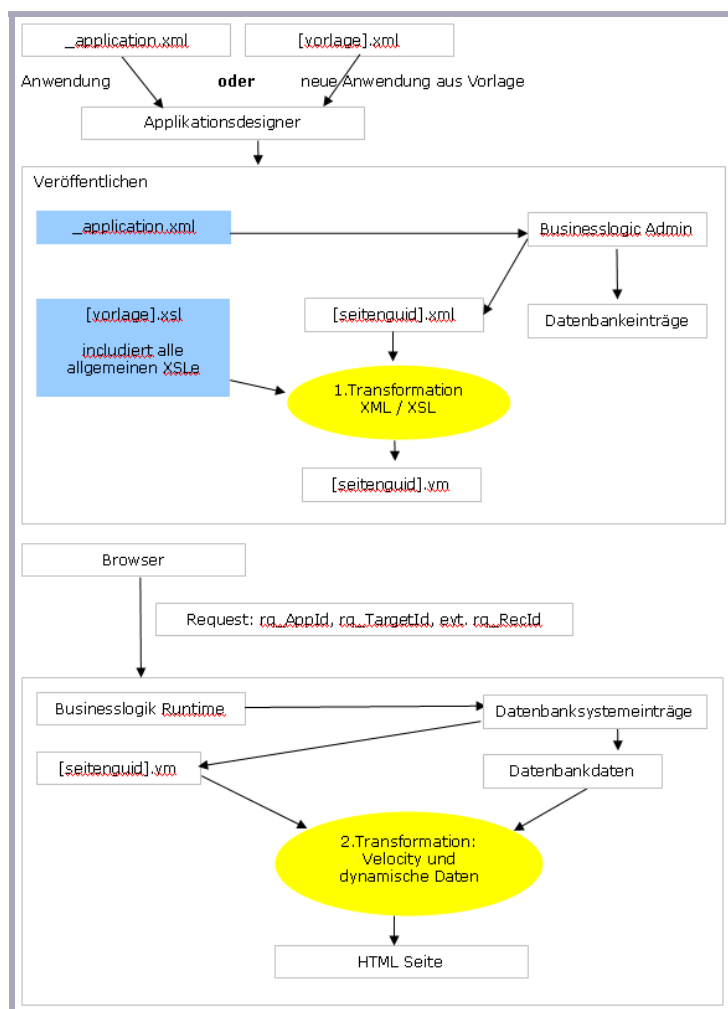 _application.xml
[vorlage].xml
Anwendung oder neue Anwendung aus Vorlage
Applikationsdesigner
Veröffentlichen
_application.xml
Businesslogic Admin
[vorlage].xsl
includiert alle
allgemeinen XSLe
[seitenguid].xml
Datenbankeinträge
1.Transformation
XML / XSL
[seitenguid].vm
Browser
Request: rq_AppId, rq_TargetId, evt. rq_RecId
Businesslogik Runtime
Datenbanksystemeinträge
[seitenguid].vm
Datenbankdaten
2.Transformation:
Velocity und
dynamische Daten
HTML Seite